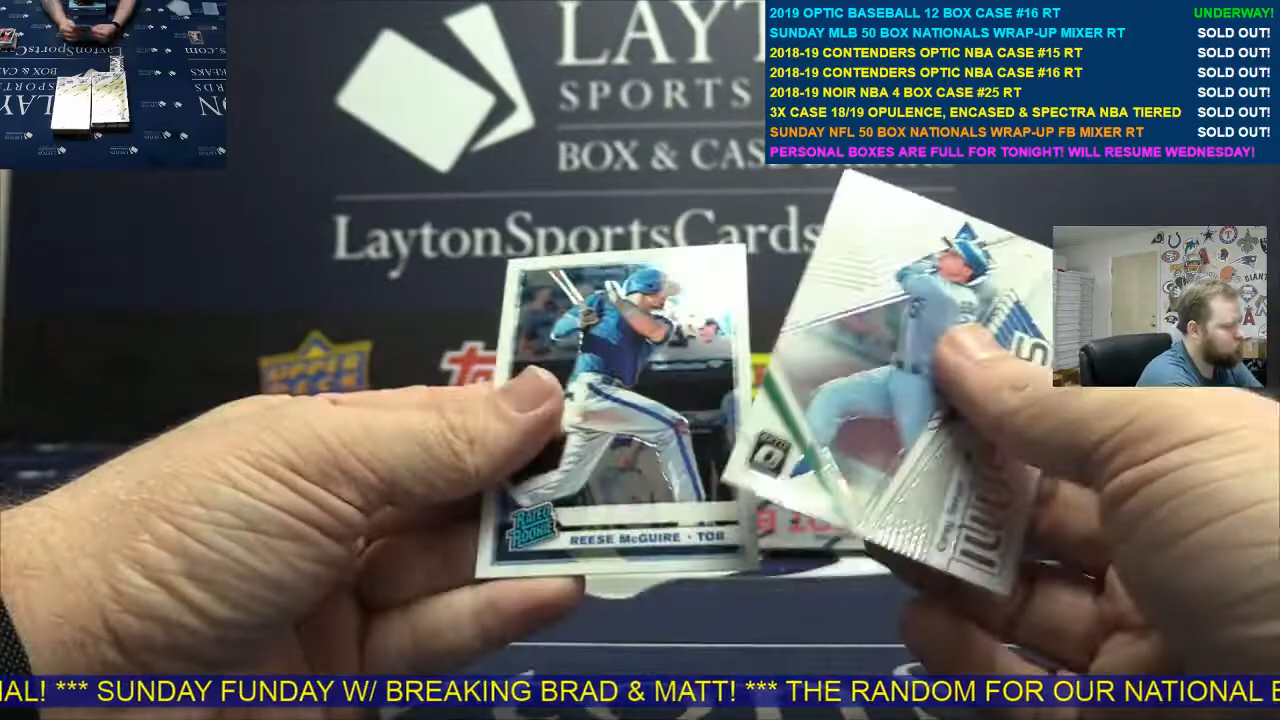 2019 OPTIC BASEBALL 12 BOX CASE #16 RT UNDERWAY!
SUNDAY MLB 50 BOX NATIONALS WRAP-UP MIXER RT SOLD OUT!
2018-19 CONTENDERS OPTIC NBA CASE #15 RT SOLD OUT!
2018-19 CONTENDERS OPTIC NBA CASE #16 RT SOLD OUT!
2018-19 NOIR NBA 4 BOX CASE #25 RT SOLD OUT!
3X CASE 18/19 OPULENCE, ENCASED & SPECTRA NBA TIERED SOLD OUT!
SUNDAY NFL 50 BOX NATIONALS WRAP-UP FB MIXER RT SOLD OUT!
PERSONAL BOXES ARE FULL FOR TONIGHT! WILL RESUME WEDNESDAY!
LAYT
SPORTS
BOX & CAS
LaytonSportsCards
UPPER
DECK
RATED
ROOKIE
REESE McGUIRE • TOR
IAL! *** SUNDAY FUNDAY W/ BREAKING BRAD & MATT! *** THE RANDOM FOR OUR NATIONAL